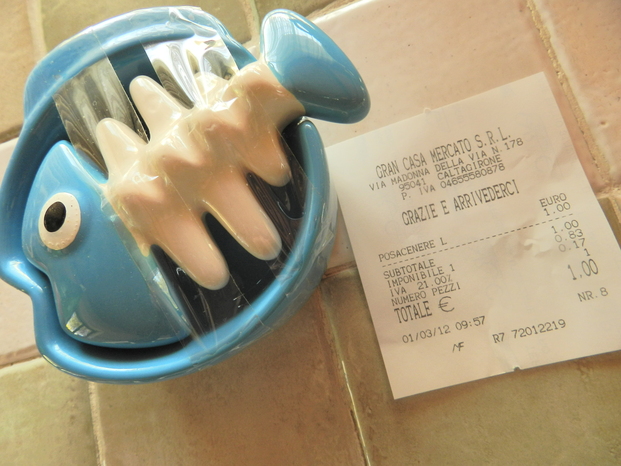 GRAN CASA MERCATO S.R.L.
VIA MADONNA DELLA VIA N.178
95041 CALTAGIRONE
P. IVA 04655580878
GRAZIE E ARRIVEDERCI
EURO
POSACENERE L 1.00
SUBTOTALE 1.00
IMPONIBILE 1 0.83
IVA 21.00% 0.17
NUMERO PEZZI 1
TOTALE € 1.00
01/03/12 09:57 NR.8
MF R7 72012219